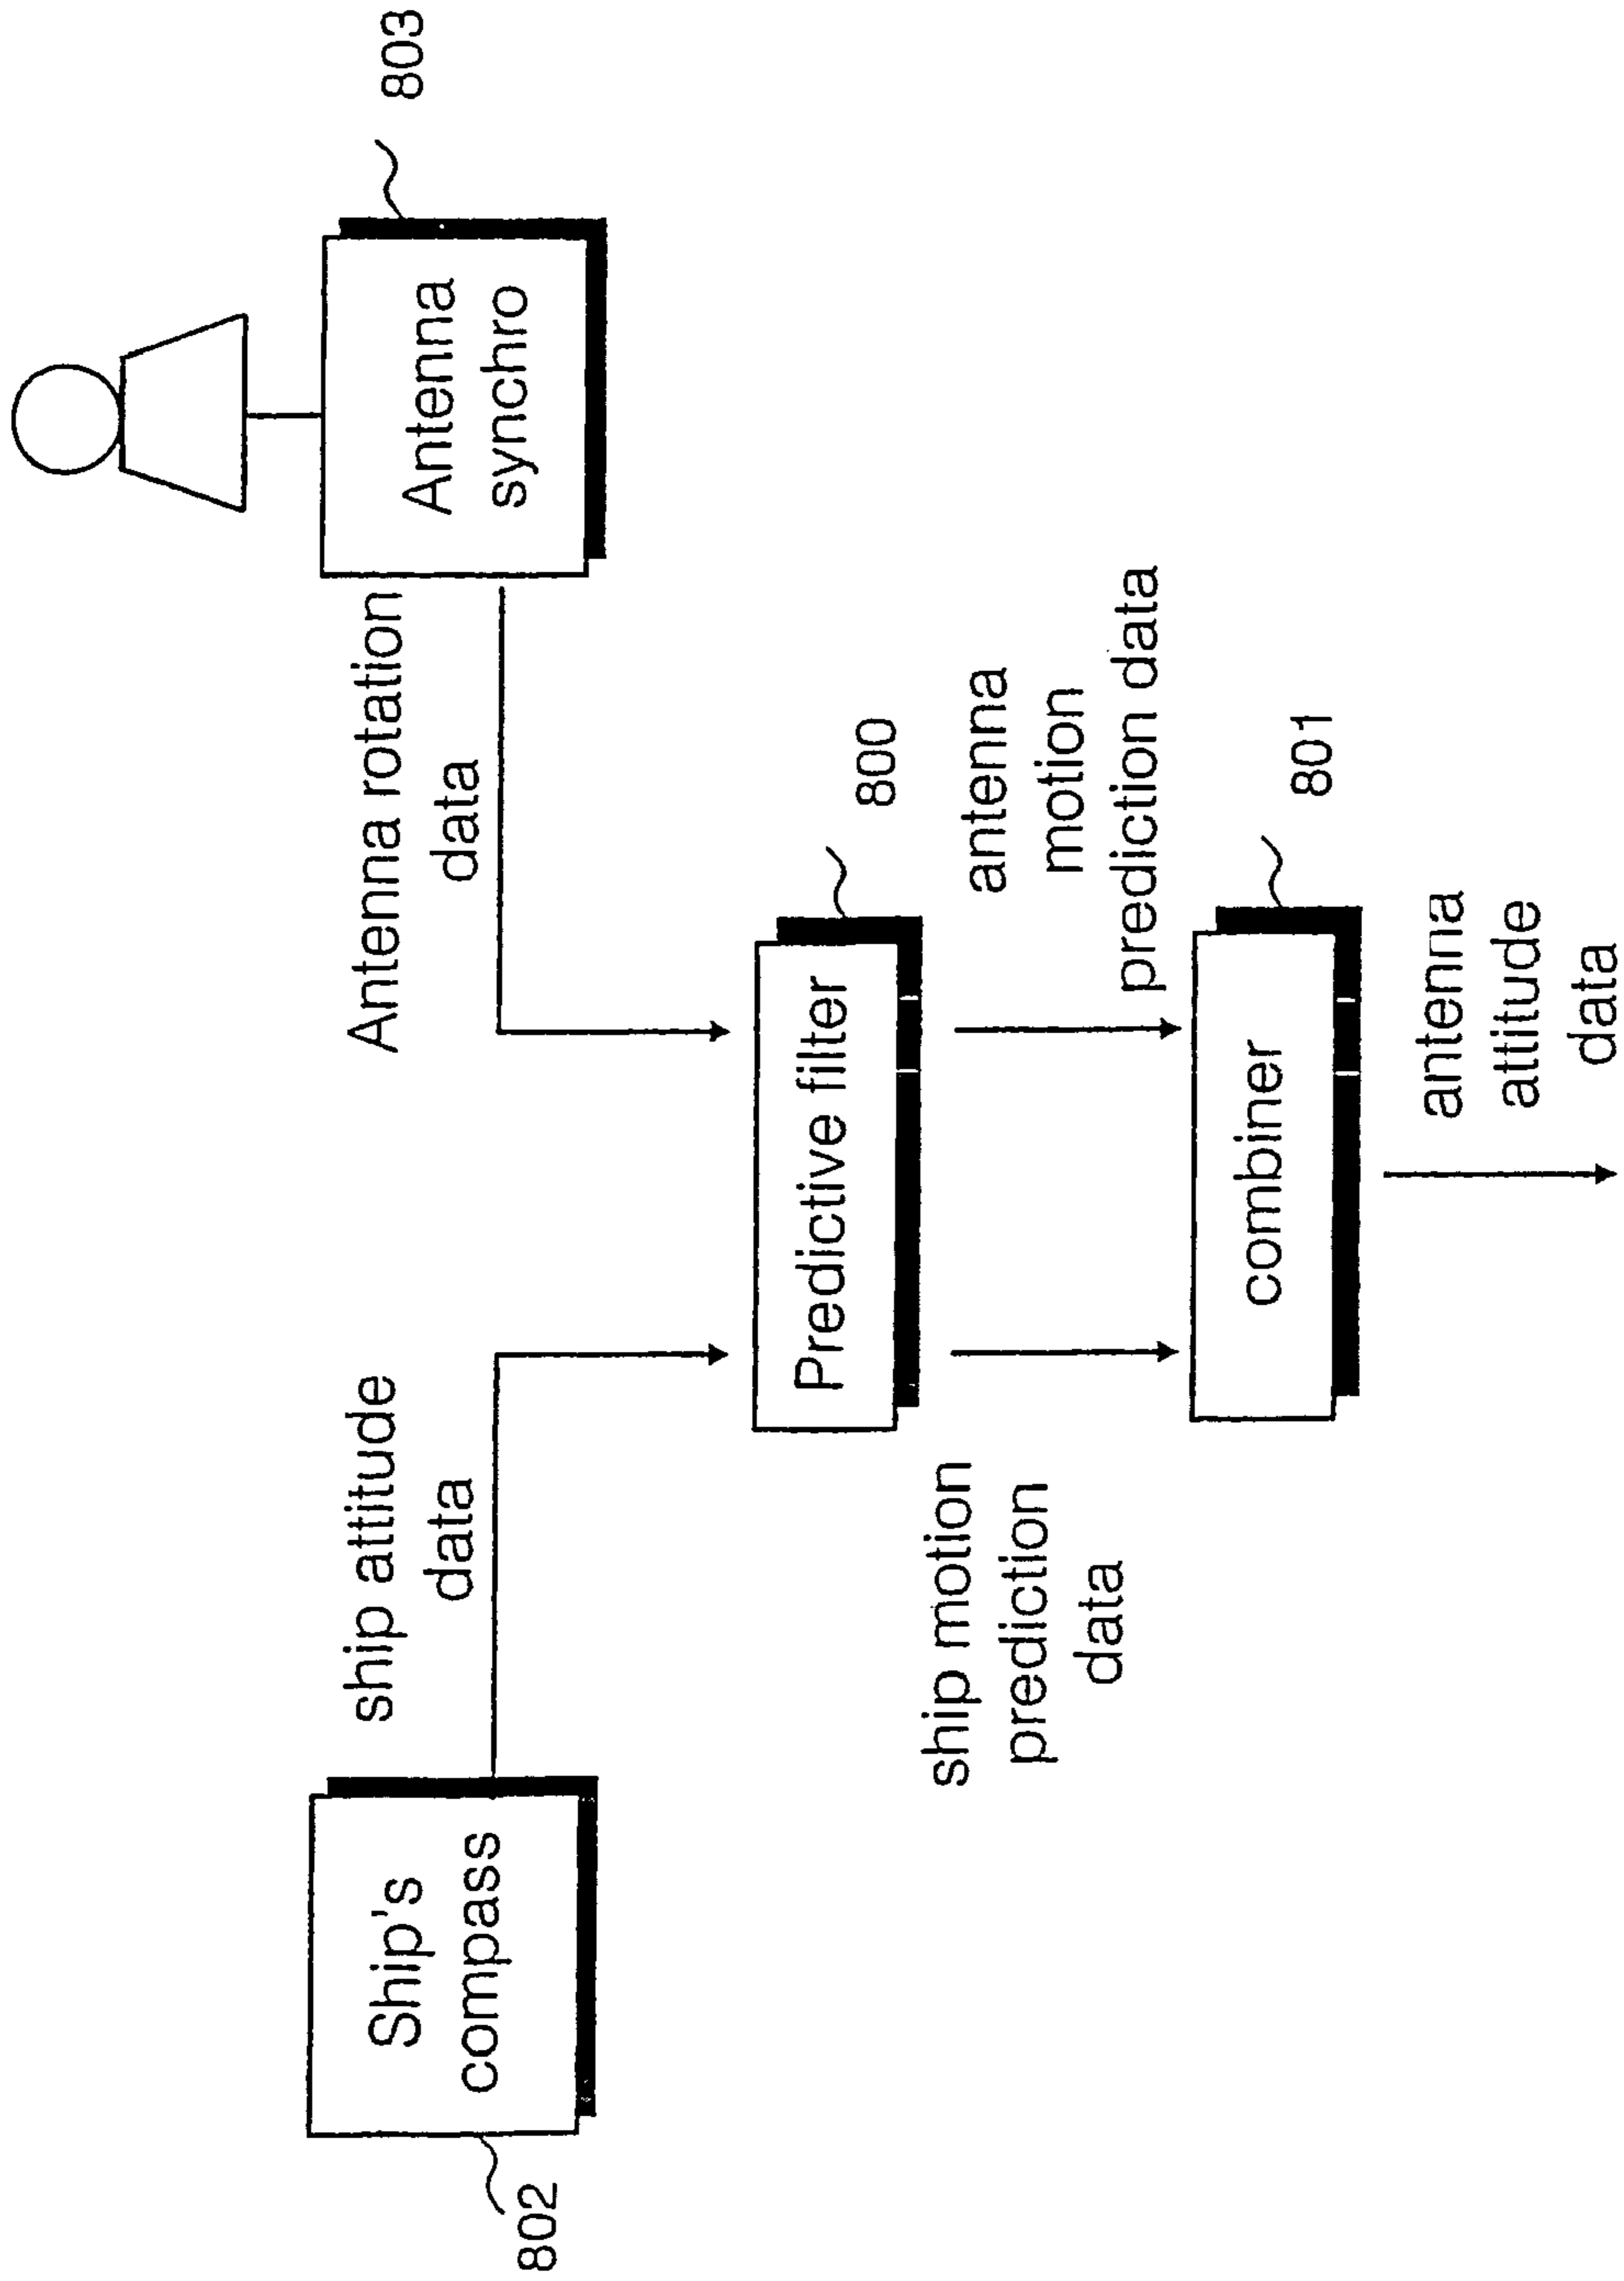 803
Antenna
synchro
Ship's
compass
802
ship attitude
data
Antenna rotation
data
Predictive filter
800
ship motion
prediction
data
antenna
motion
prediction data
combiner
801
antenna
attitude
data